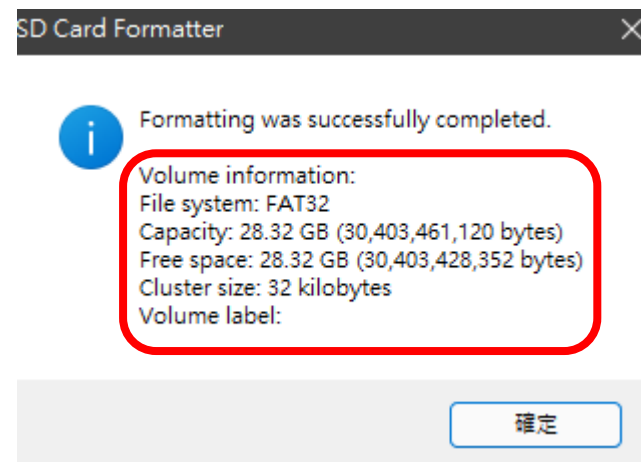 SD Card Formatter
Formatting was successfully completed.
Volume information:
File system: FAT32
Capacity: 28.32 GB (30,403,461,120 bytes)
Free space: 28.32 GB (30,403,428,352 bytes)
Cluster size: 32 kilobytes
Volume label:
確定